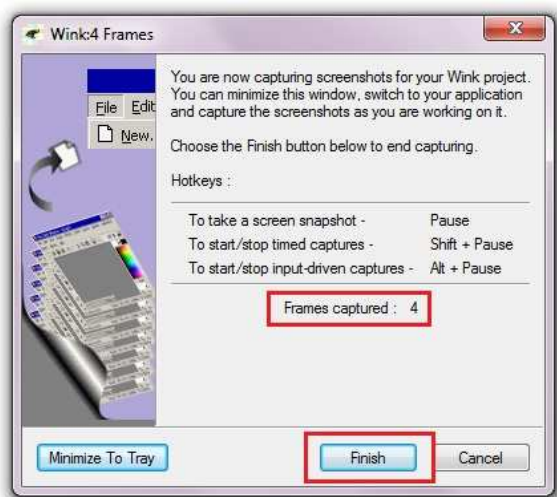 Wink:4 Frames
File Edit
New.
You are now capturing screenshots for your Wink project.
You can minimize this window, switch to your application
and capture the screenshots as you are working on it.
Choose the Finish button below to end capturing.
Hotkeys :
To take a screen snapshot - Pause
To start/stop timed captures - Shift + Pause
To start/stop input-driven captures - Alt + Pause
Frames captured : 4
Minimize To Tray Finish Cancel